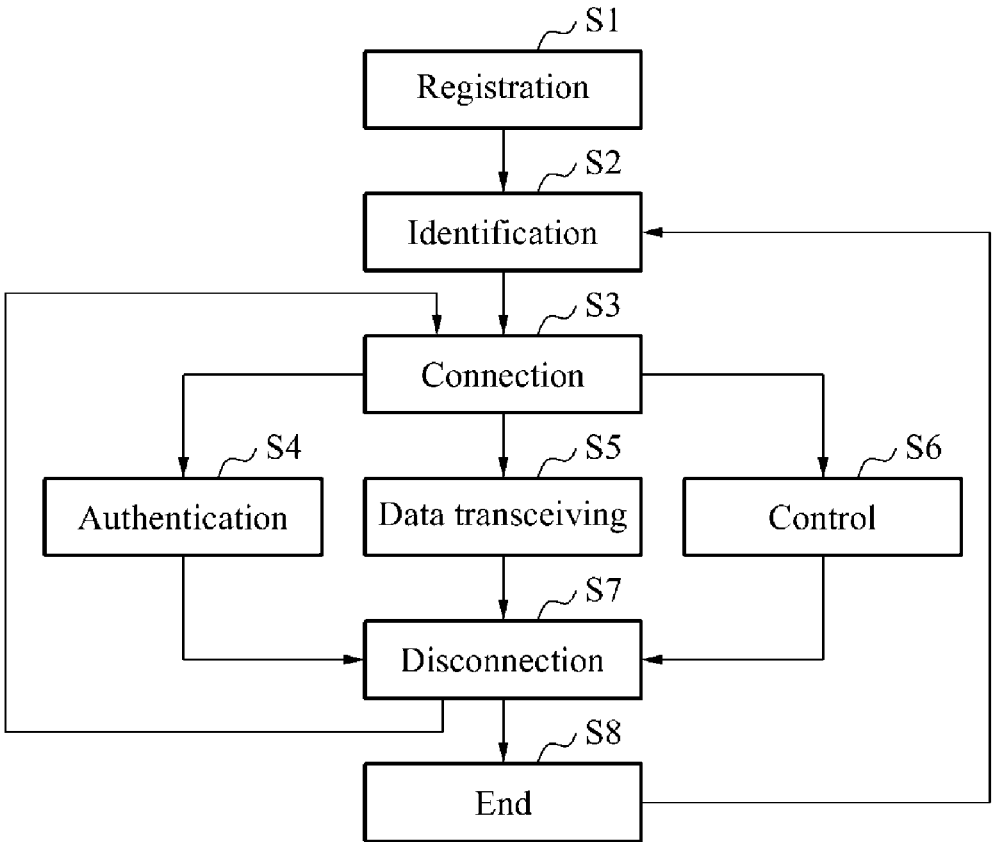 S1
Registration
S2
Identification
S3
Connection
S4
Authentication
S5
Data transceiving
S6
Control
S7
Disconnection
S8
End